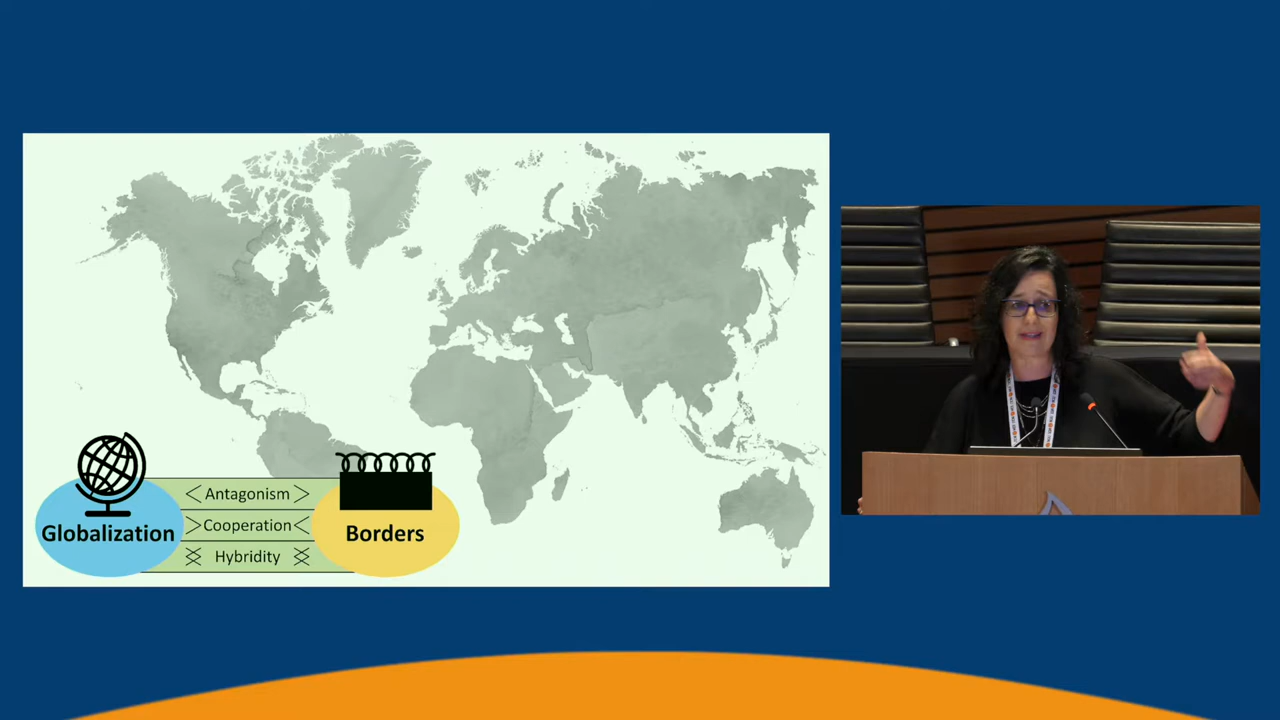 Antagonism
Cooperation
Hybridity
Globalization
Borders